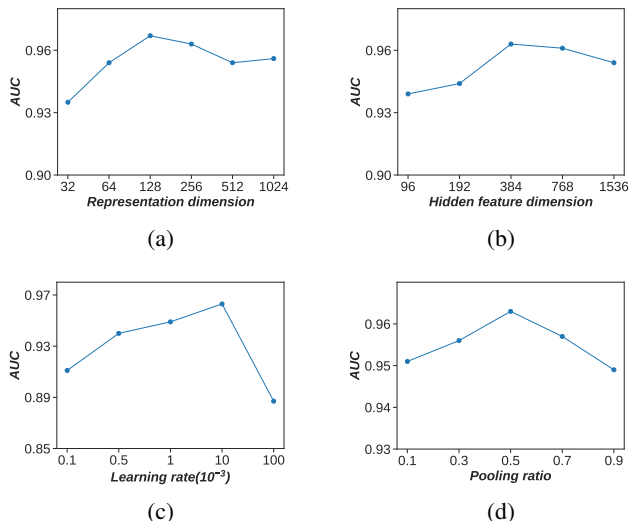 AUC
0.96
0.93
0.90
32 64 128 256 512 1024
Representation dimension
(a)
AUC
0.96
0.93
0.90
96 192 384 768 1536
Hidden feature dimension
(b)
AUC
0.97
0.93
0.89
0.85
0.1 0.5 1 10 100
Learning rate(10⁻³)
(c)
AUC
0.96
0.95
0.94
0.93
0.1 0.3 0.5 0.7 0.9
Pooling ratio
(d)